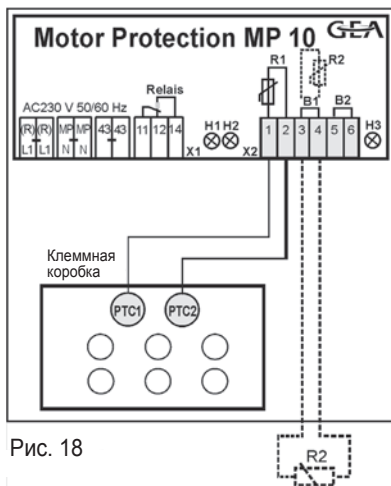 Motor Protection MP 10 GEA
R1 R2
Relais
AC230 V 50/60 Hz
B1 B2
(R) (R) MP MP 43 43 11 12 14 H1 H2 1 2 3 4 5 6 H3
L1 L1 N N X1 X2
Клеммная
коробка
PTC1 PTC2
Рис. 18
R2